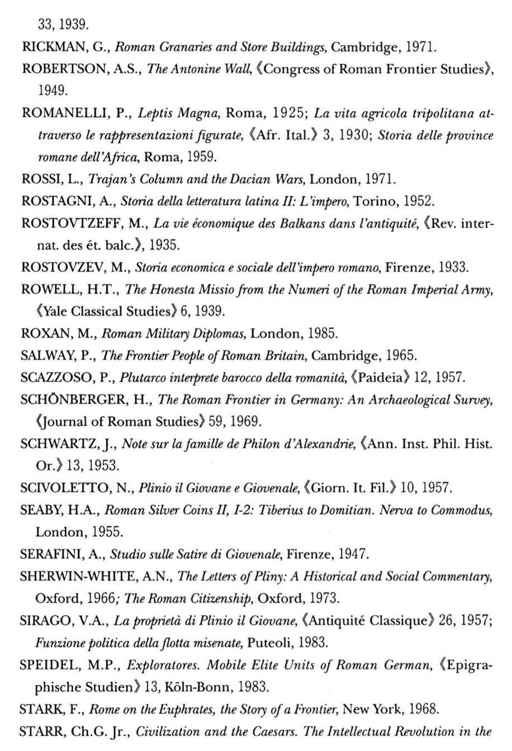 33, 1939.
RICKMAN, G., Roman Granaries and Store Buildings, Cambridge, 1971.
ROBERTSON, A.S., The Antonine Wall, 《Congress of Roman Frontier Studies》,
1949.
ROMANELLI, P., Leptis Magna, Roma, 1925; La vita agricola tripolitana at-
traverso le rappresentazioni figurate, 《Afr. Ital.》 3, 1930; Storia delle province
romane dell'Africa, Roma, 1959.
ROSSI, L., Trajan's Column and the Dacian Wars, London, 1971.
ROSTAGNI, A., Storia della letteratura latina II: L'impero, Torino, 1952.
ROSTOVTZEFF, M., La vie économique des Balkans dans l'antiquité, 《Rev. inter-
nat. des ét. balc.》, 1935.
ROSTOVZEV, M., Storia economica e sociale dell'impero romano, Firenze, 1933.
ROWELL, H.T., The Honesta Missio from the Numeri of the Roman Imperial Army,
《Yale Classical Studies》 6, 1939.
ROXAN, M., Roman Military Diplomas, London, 1985.
SALWAY, P., The Frontier People of Roman Britain, Cambridge, 1965.
SCAZZOSO, P., Plutarco interprete barocco della romanità, 《Paideia》 12, 1957.
SCHÖNBERGER, H., The Roman Frontier in Germany: An Archaeological Survey,
《Journal of Roman Studies》 59, 1969.
SCHWARTZ, J., Note sur la famille de Philon d'Alexandrie, 《Ann. Inst. Phil. Hist.
Or.》 13, 1953.
SCIVOLETTO, N., Plinio il Giovane e Giovenale, 《Giorn. It. Fil.》 10, 1957.
SEABY, H.A., Roman Silver Coins II, I-2: Tiberius to Domitian. Nerva to Commodus,
London, 1955.
SERAFINI, A., Studio sulle Satire di Giovenale, Firenze, 1947.
SHERWIN-WHITE, A.N., The Letters of Pliny: A Historical and Social Commentary,
Oxford, 1966; The Roman Citizenship, Oxford, 1973.
SIRAGO, V.A., La proprietà di Plinio il Giovane, 《Antiquité Classique》 26, 1957;
Funzione politica della flotta misenate, Puteoli, 1983.
SPEIDEL, M.P., Exploratores. Mobile Elite Units of Roman German, 《Epigra-
phische Studien》 13, Köln-Bonn, 1983.
STARK, F., Rome on the Euphrates, the Story of a Frontier, New York, 1968.
STARR, Ch.G. Jr., Civilization and the Caesars. The Intellectual Revolution in the